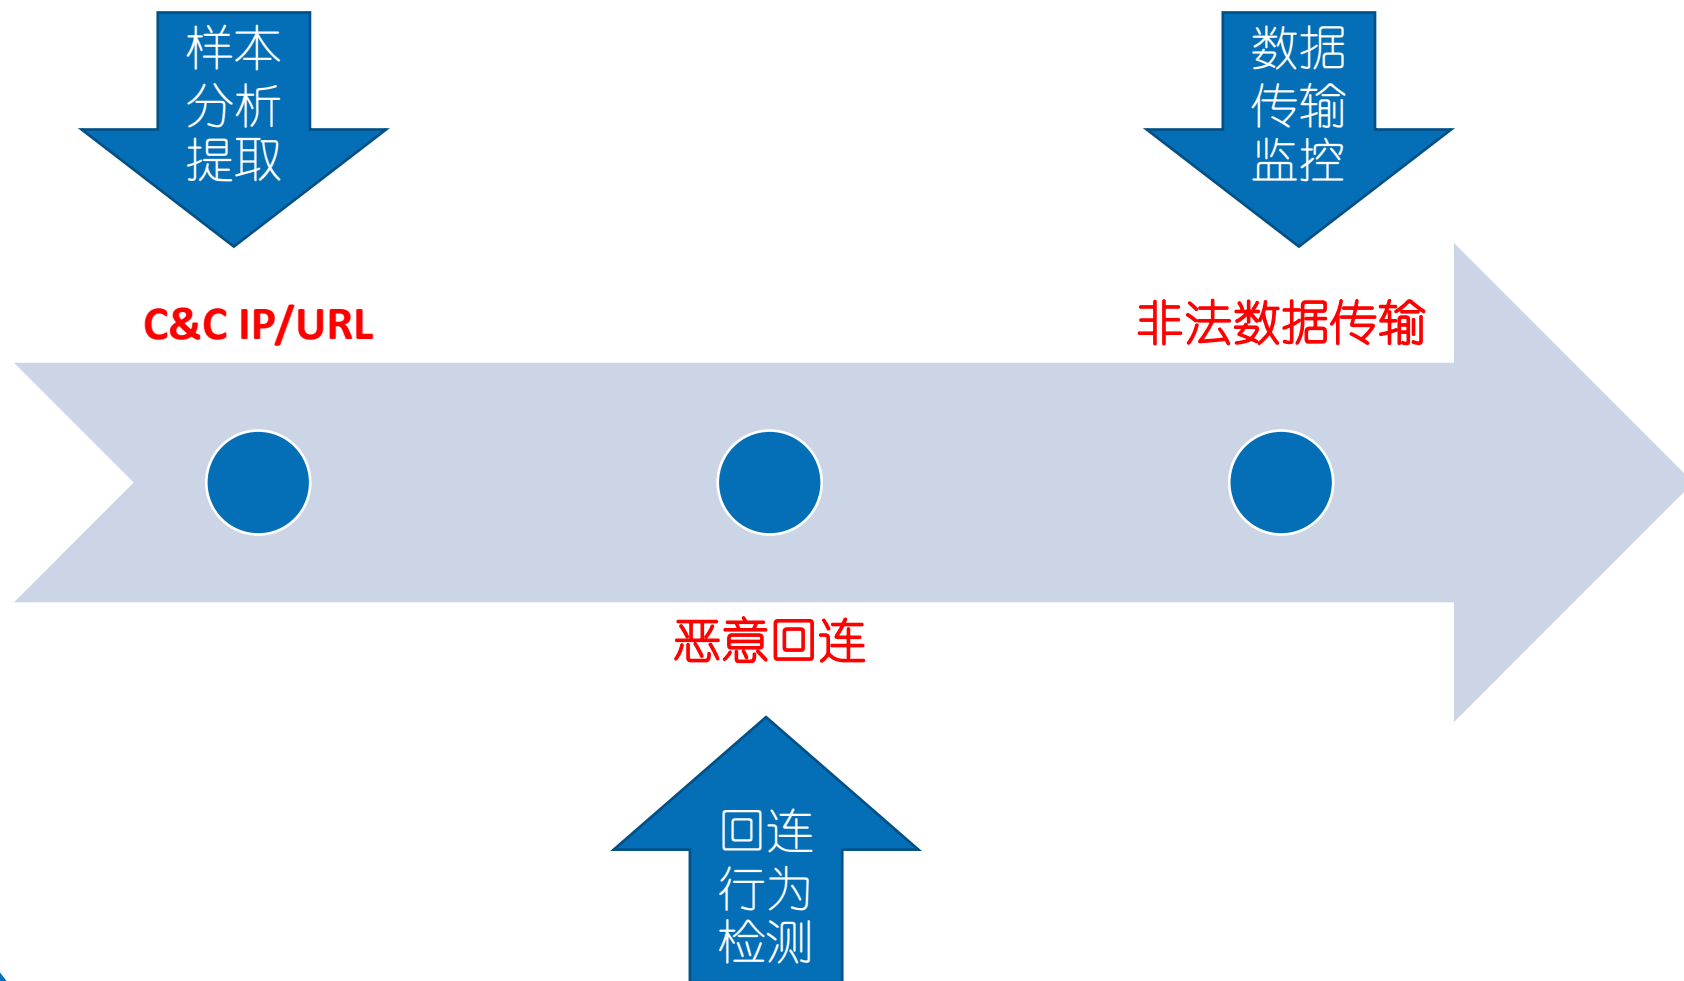 样本
分析
提取
数据
传输
监控
C&C IP/URL
非法数据传输
恶意回连
回连
行为
检测